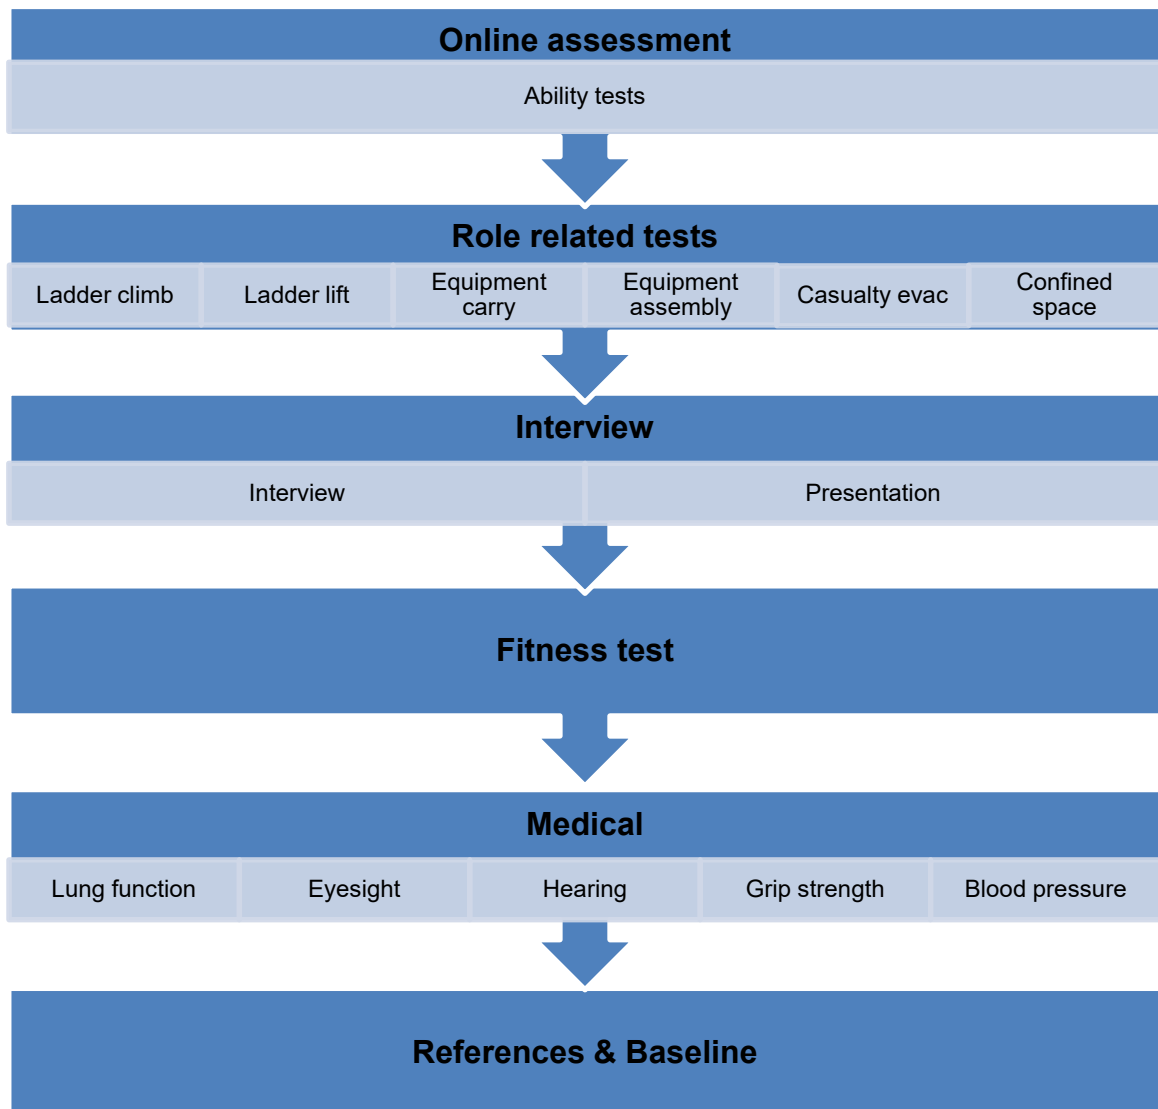 Online assessment
Ability tests
Role related tests
Ladder climb
Ladder lift
Equipment
carry
Equipment
assembly
Casualty evac
Confined
space
Interview
Interview
Presentation
Fitness test
Medical
Lung function
Eyesight
Hearing
Grip strength
Blood pressure
References & Baseline